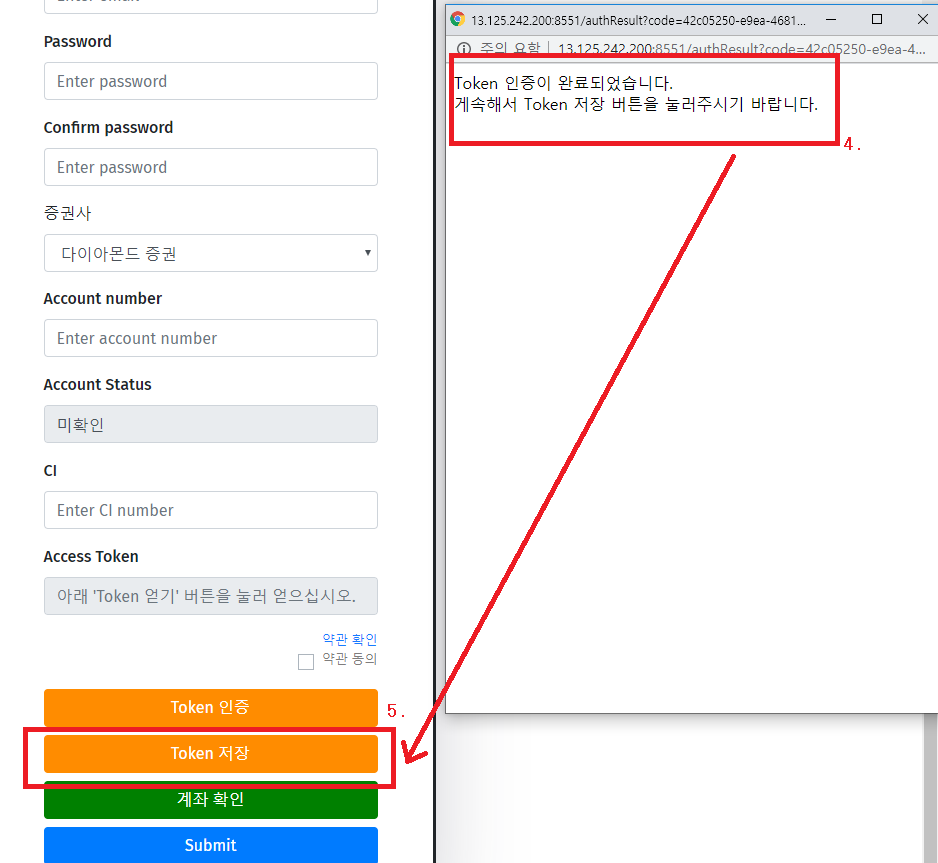 Password
Enter password
Confirm password
Enter password
증권사
다이아몬드 증권
Account number
Enter account number
Account Status
미확인
CI
Enter CI number
Access Token
아래 'Token 얻기' 버튼을 눌러 얻으십시오.
약관 확인
약관 동의
Token 인증
5.
Token 저장
계좌 확인
Submit
13.125.242.200:8551/authResult?code=42c05250-e9ea-4681...
주의 요함 | 13.125.242.200:8551/authResult?code=42c05250-e9ea-4...
Token 인증이 완료되었습니다.
게속해서 Token 저장 버튼을 눌러주시기 바랍니다.
4.